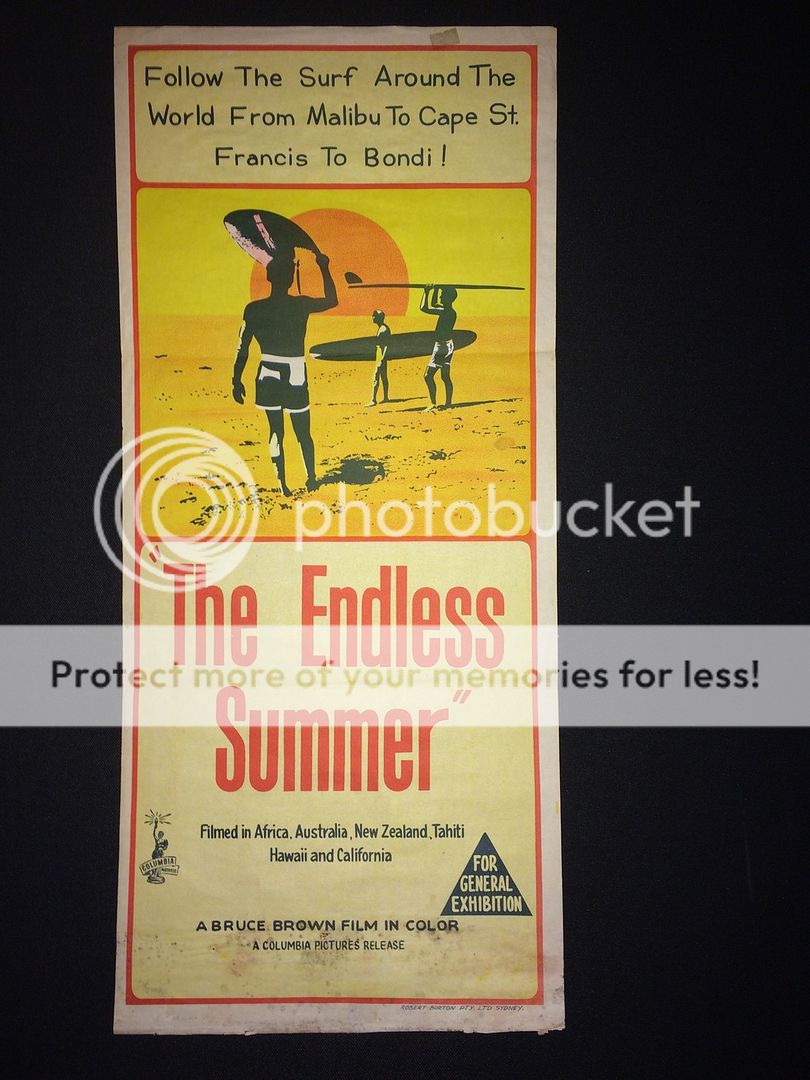 Follow The Surf Around The
World From Malibu To Cape St.
Francis To Bondi!
photobucket
"The Endless
Protect more of your memories for less!
Summer"
Filmed in Africa, Australia, New Zealand, Tahiti
Hawaii and California
COLUMBIA
FOR
GENERAL
EXHIBITION
A BRUCE BROWN FILM IN COLOR
A COLUMBIA PICTURES RELEASE
ROBERT BURTON PTY. LTD SYDNEY.